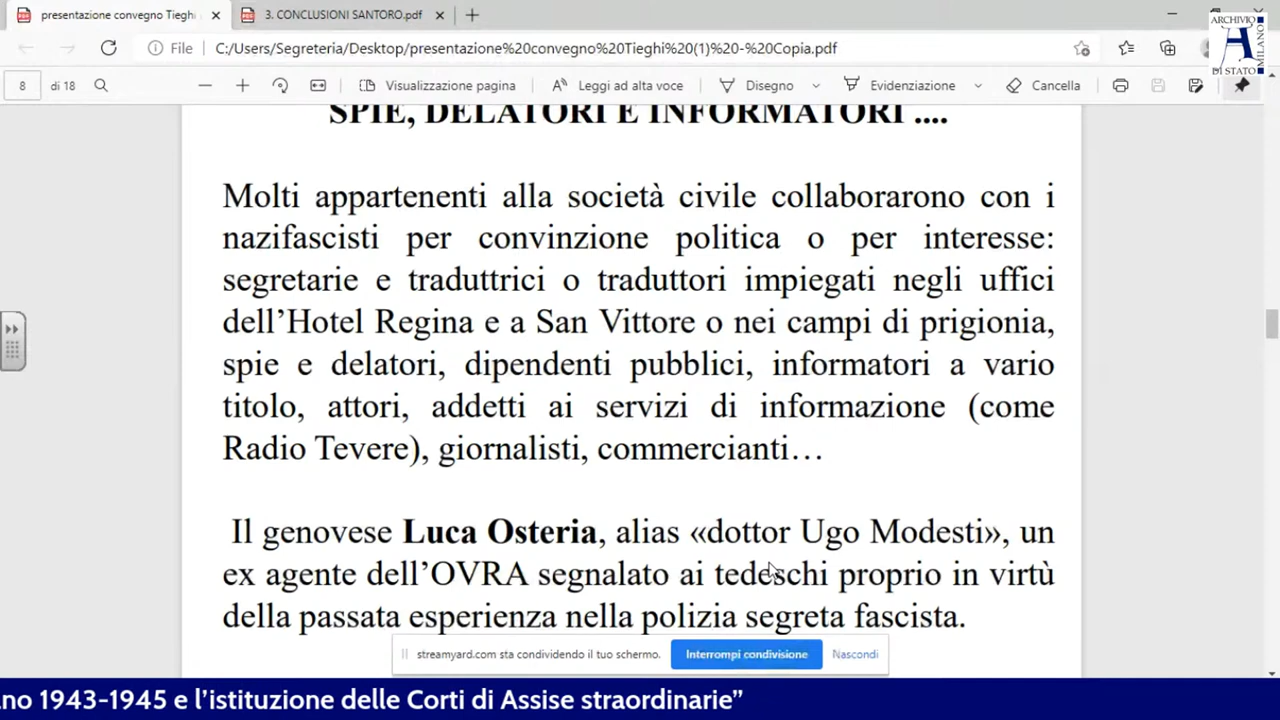 presentazione convegno Tieghi
3. CONCLUSIONI SANTORO.pdf
ARCHIVIO
DI STATO
MILANO
File
C:/Users/Segreteria/Desktop/presentazione%20convegno%20Tieghi%20(1)%20-%20Copia.pdf
8 di 18
Visualizzazione pagina
Leggi ad alta voce
Disegno
Evidenziazione
Cancella
SPIE, DELATORI E INFORMATORI ....
Molti appartenenti alla società civile collaborarono con i
nazifascisti per convinzione politica o per interesse:
segretarie e traduttrici o traduttori impiegati negli uffici
dell’Hotel Regina e a San Vittore o nei campi di prigionia,
spie e delatori, dipendenti pubblici, informatori a vario
titolo, attori, addetti ai servizi di informazione (come
Radio Tevere), giornalisti, commercianti…
Il genovese Luca Osteria, alias «dottor Ugo Modesti», un
ex agente dell’OVRA segnalato ai tedeschi proprio in virtù
della passata esperienza nella polizia segreta fascista.
streamyard.com sta condividendo il tuo schermo.
Interrompi condivisione
Nascondi
no 1943-1945 e l’istituzione delle Corti di Assise straordinarie”